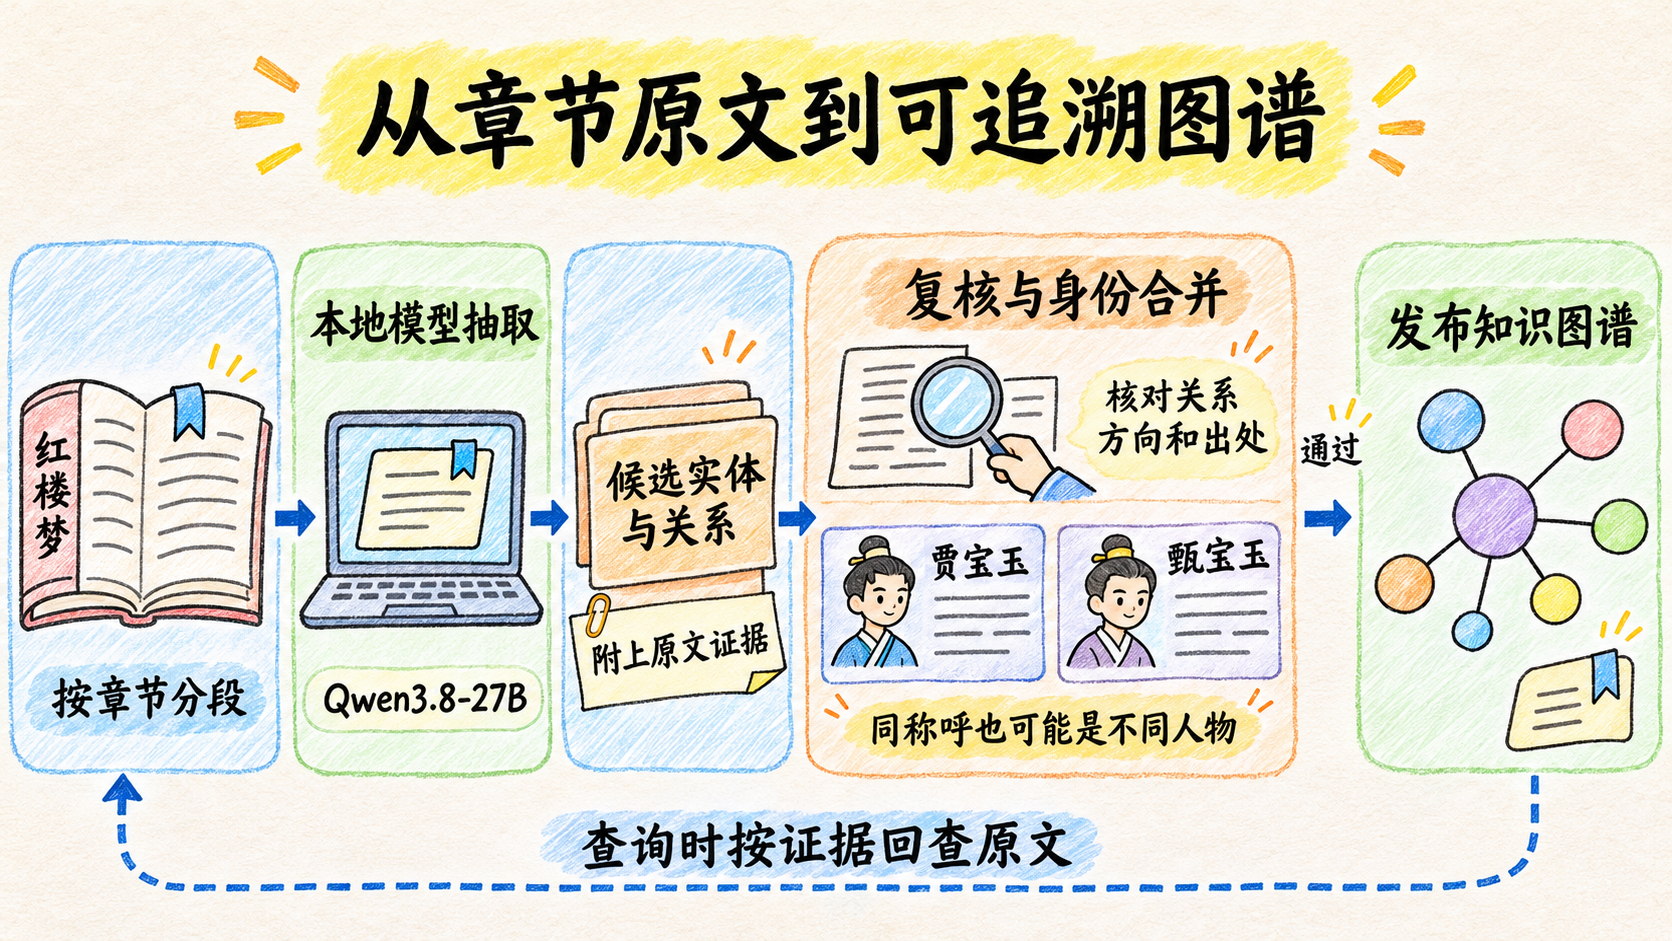 从章节原文到可追溯图谱
红楼梦
按章节分段
本地模型抽取
Qwen3.8-27B
候选实体
与关系
附上原文证据
复核与身份合并
核对关系
方向和出处
贾宝玉
甄宝玉
同称呼也可能是不同人物
通过
发布知识图谱
查询时按证据回查原文